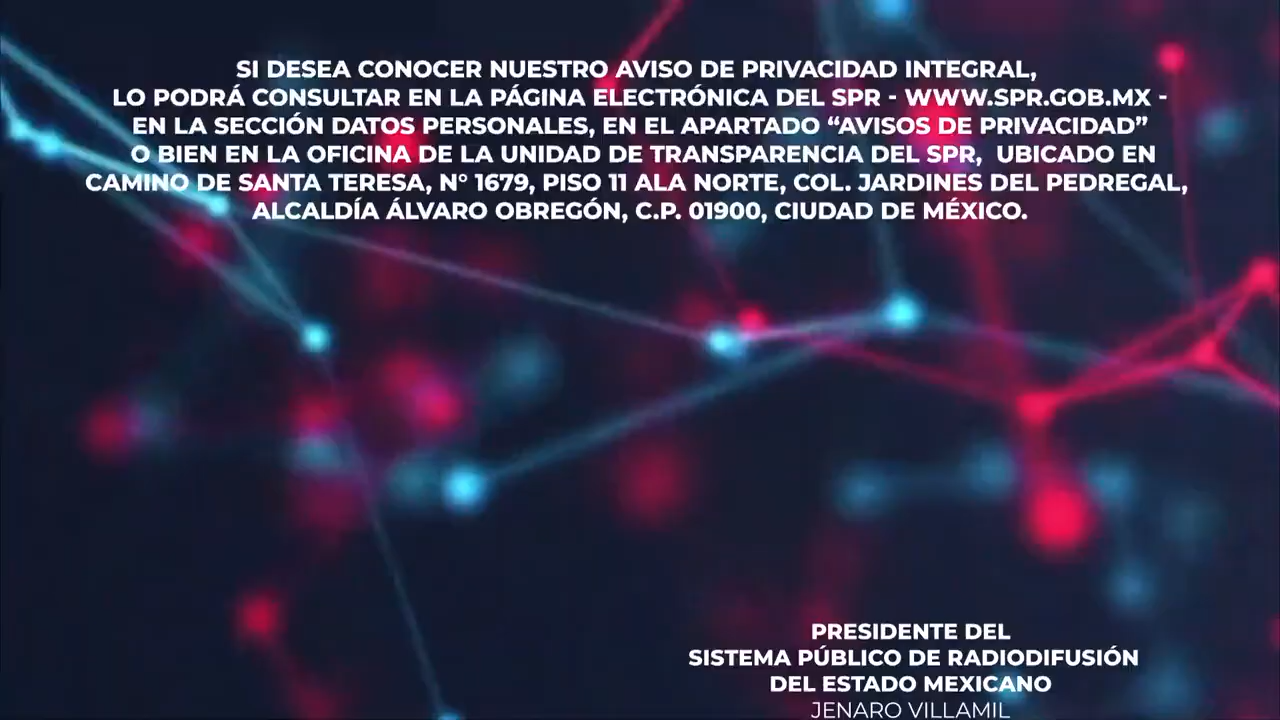 SI DESEA CONOCER NUESTRO AVISO DE PRIVACIDAD INTEGRAL,
LO PODRÁ CONSULTAR EN LA PÁGINA ELECTRÓNICA DEL SPR - WWW.SPR.GOB.MX -
EN LA SECCIÓN DATOS PERSONALES, EN EL APARTADO “AVISOS DE PRIVACIDAD”
O BIEN EN LA OFICINA DE LA UNIDAD DE TRANSPARENCIA DEL SPR, UBICADO EN
CAMINO DE SANTA TERESA, N° 1679, PISO 11 ALA NORTE, COL. JARDINES DEL PEDREGAL,
ALCALDÍA ÁLVARO OBREGÓN, C.P. 01900, CIUDAD DE MÉXICO.
PRESIDENTE DEL
SISTEMA PÚBLICO DE RADIODIFUSIÓN
DEL ESTADO MEXICANO
JENARO VILLAMIL